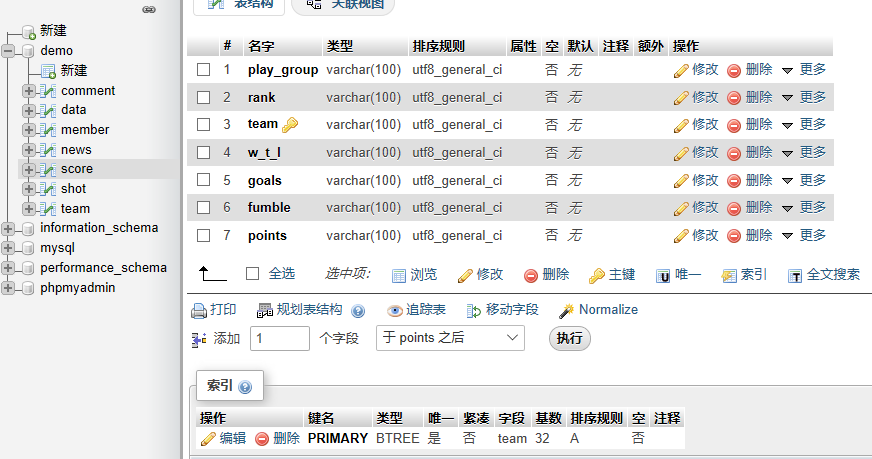 表结构 关联视图
新建
demo
新建
comment
data
member
news
score
shot
team
information_schema
mysql
performance_schema
phpmyadmin
# 名字 类型 排序规则 属性 空 默认 注释 额外 操作
1 play_group varchar(100) utf8_general_ci 否 无 修改 删除 更多
2 rank varchar(100) utf8_general_ci 否 无 修改 删除 更多
3 team varchar(100) utf8_general_ci 否 无 修改 删除 更多
4 w_t_l varchar(100) utf8_general_ci 否 无 修改 删除 更多
5 goals varchar(100) utf8_general_ci 否 无 修改 删除 更多
6 fumble varchar(100) utf8_general_ci 否 无 修改 删除 更多
7 points varchar(100) utf8_general_ci 否 无 修改 删除 更多
全选 选中项: 浏览 修改 删除 主键 U 唯一 索引 T 全文搜索
打印 规划表结构 追踪表 移动字段 Normalize
添加 1 个字段 于 points 之后 执行
索引
操作 键名 类型 唯一 紧凑 字段 基数 排序规则 空 注释
编辑 删除 PRIMARY BTREE 是 否 team 32 A 否